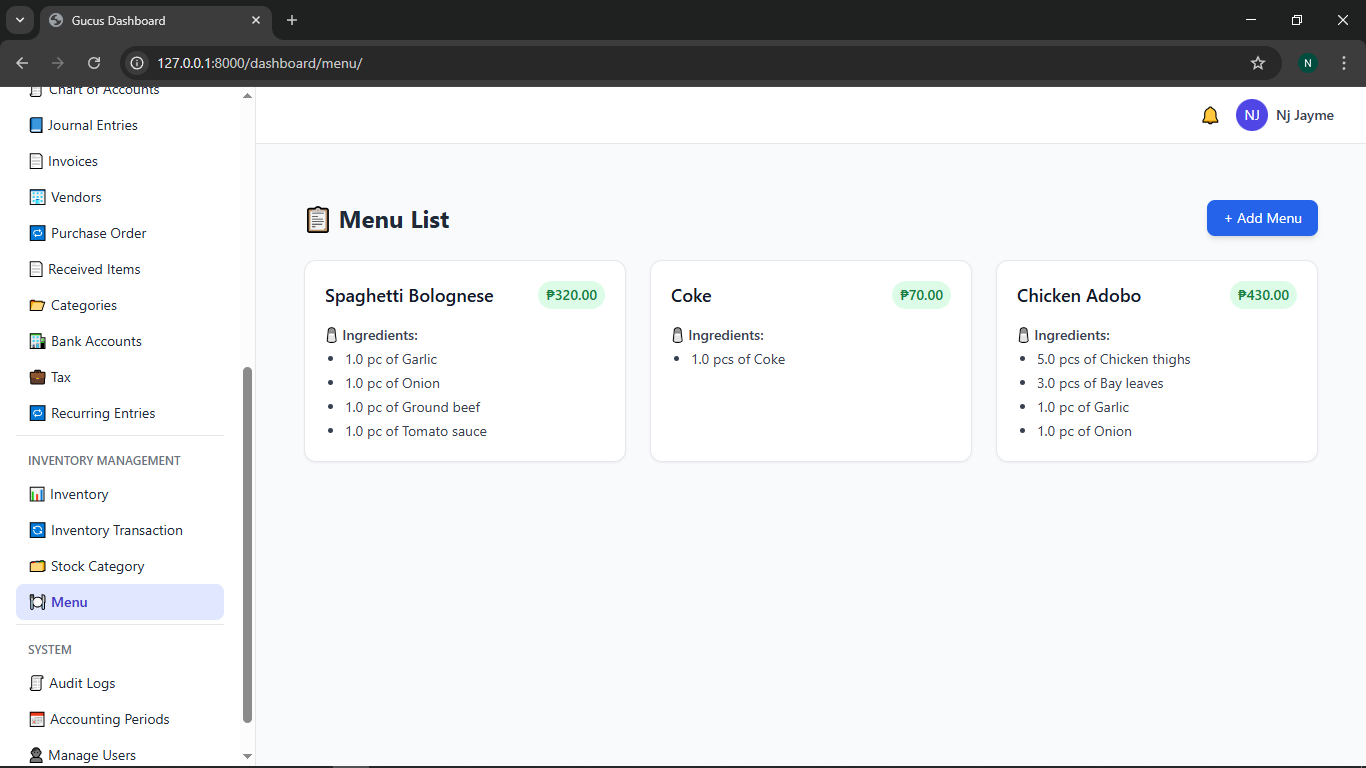 Gucus Dashboard
127.0.0.1:8000/dashboard/menu/
N
Chart of Accounts
Journal Entries
Invoices
Vendors
Purchase Order
Received Items
Categories
Bank Accounts
Tax
Recurring Entries
INVENTORY MANAGEMENT
Inventory
Inventory Transaction
Stock Category
Menu
SYSTEM
Audit Logs
Accounting Periods
Manage Users
NJ Nj Jayme
Menu List
+ Add Menu
Spaghetti Bolognese ₱320.00
Ingredients:
• 1.0 pc of Garlic
• 1.0 pc of Onion
• 1.0 pc of Ground beef
• 1.0 pc of Tomato sauce
Coke ₱70.00
Ingredients:
• 1.0 pcs of Coke
Chicken Adobo ₱430.00
Ingredients:
• 5.0 pcs of Chicken thighs
• 3.0 pcs of Bay leaves
• 1.0 pc of Garlic
• 1.0 pc of Onion